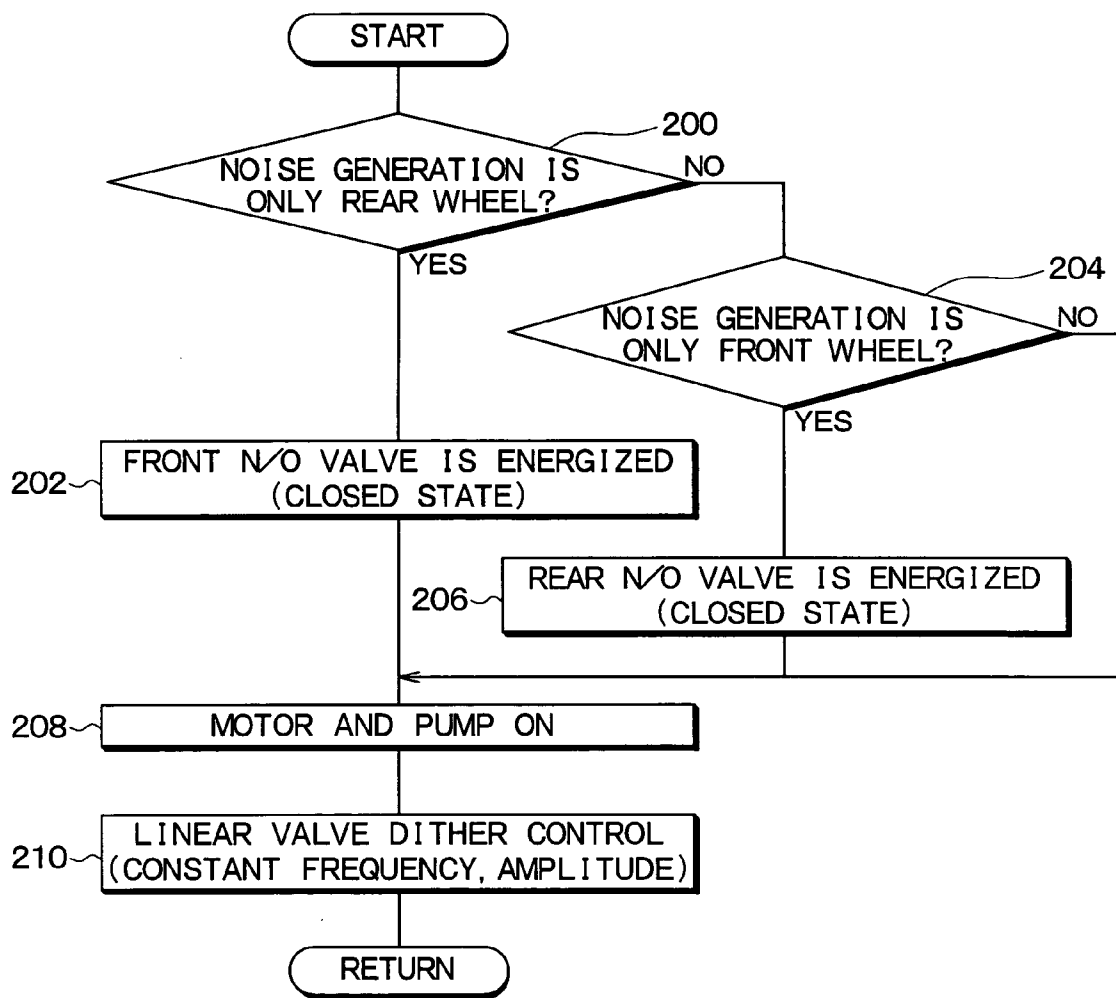 START
200
NOISE GENERATION IS
ONLY REAR WHEEL?
NO
YES
204
NOISE GENERATION IS
ONLY FRONT WHEEL?
NO
YES
202
FRONT N/O VALVE IS ENERGIZED
(CLOSED STATE)
206
REAR N/O VALVE IS ENERGIZED
(CLOSED STATE)
208
MOTOR AND PUMP ON
210
LINEAR VALVE DITHER CONTROL
(CONSTANT FREQUENCY, AMPLITUDE)
RETURN